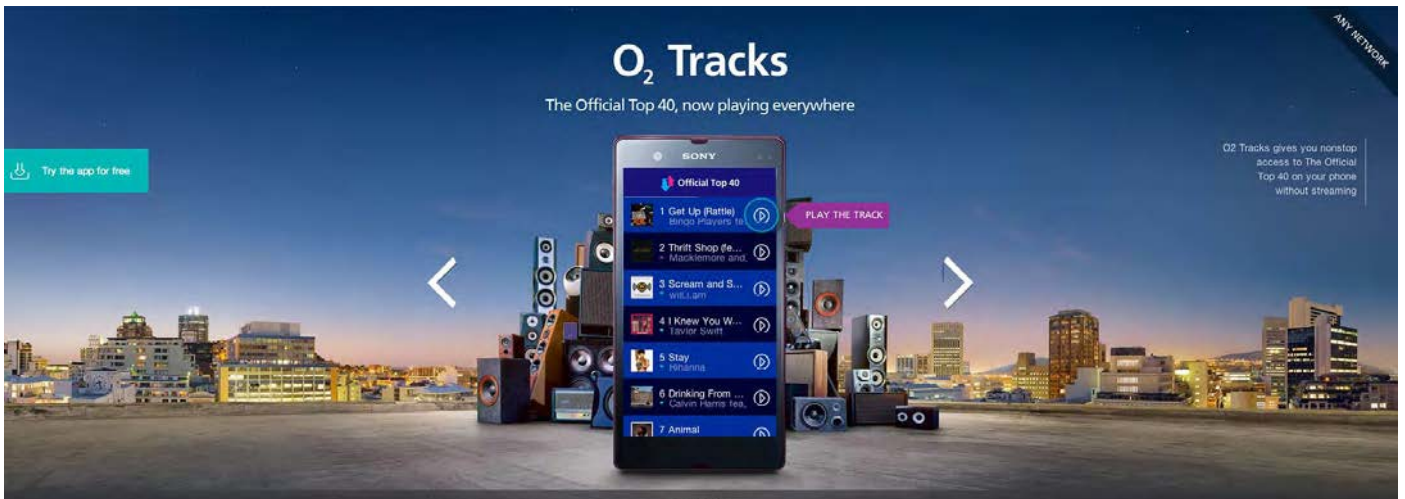 ANY NETWORK
O₂ Tracks
The Official Top 40, now playing everywhere
Try the app for free
O2 Tracks gives you nonstop
access to The Official
Top 40 on your phone
without streaming
SONY
Official Top 40
1 Get Up (Rattle)
Bingo Players fe
PLAY THE TRACK
2 Thrift Shop (fe...
Macklemore and
3 Scream and S...
will.i.am
4 I Knew You W...
Taylor Swift
5 Stay
Rihanna
6 Drinking From ...
Calvin Harris fea
7 Animal